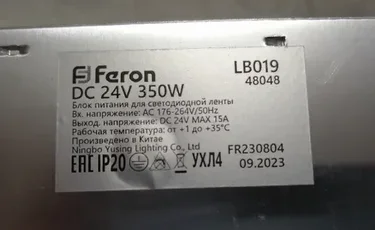 Feron LB019
DC 24V 350W 48048
Блок питания для светодиодной ленты
Вх. напряжение: AC 176-264V/50Hz
Выход. напряжение: DC 24V MAX 15A
Рабочая температура: от +1 до +35°C
Произведено в Китае
Ningbo Yusing Lighting Co., Ltd FR230804
EAC IP20 УХЛ4 09.2023